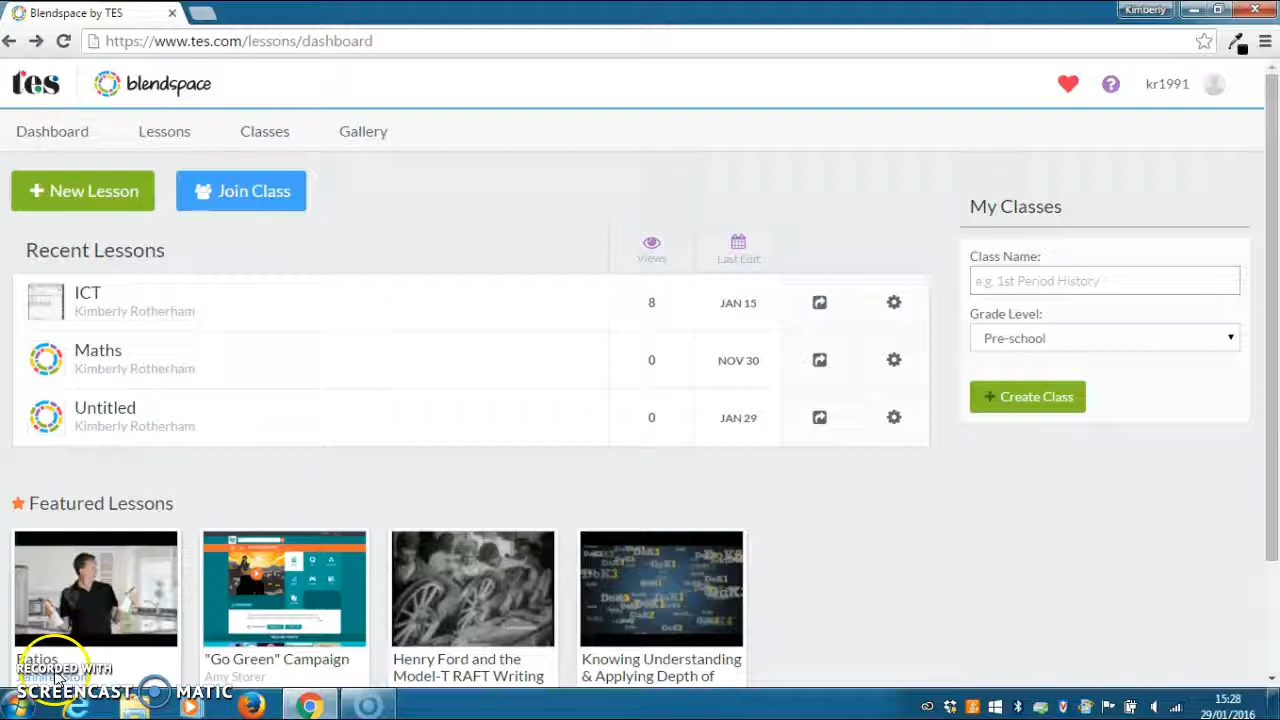 Blendspace by TES
Kimberly
https://www.tes.com/lessons/dashboard
tes blendspace
kr1991
Dashboard Lessons Classes Gallery
New Lesson Join Class
My Classes
Recent Lessons
Views Last Edit
Class Name:
e.g. 1st Period History
Grade Level:
Pre-school
Create Class
ICT
Kimberly Rotherham
8 JAN 15
Maths
Kimberly Rotherham
0 NOV 30
Untitled
Kimberly Rotherham
0 JAN 29
Featured Lessons
Ratios
"Go Green" Campaign
Amy Storer
Henry Ford and the
Model-T RAFT Writing
Knowing Understanding
& Applying Depth of
RECORDED WITH
SCREENCAST MATIC
15:28
29/01/2016